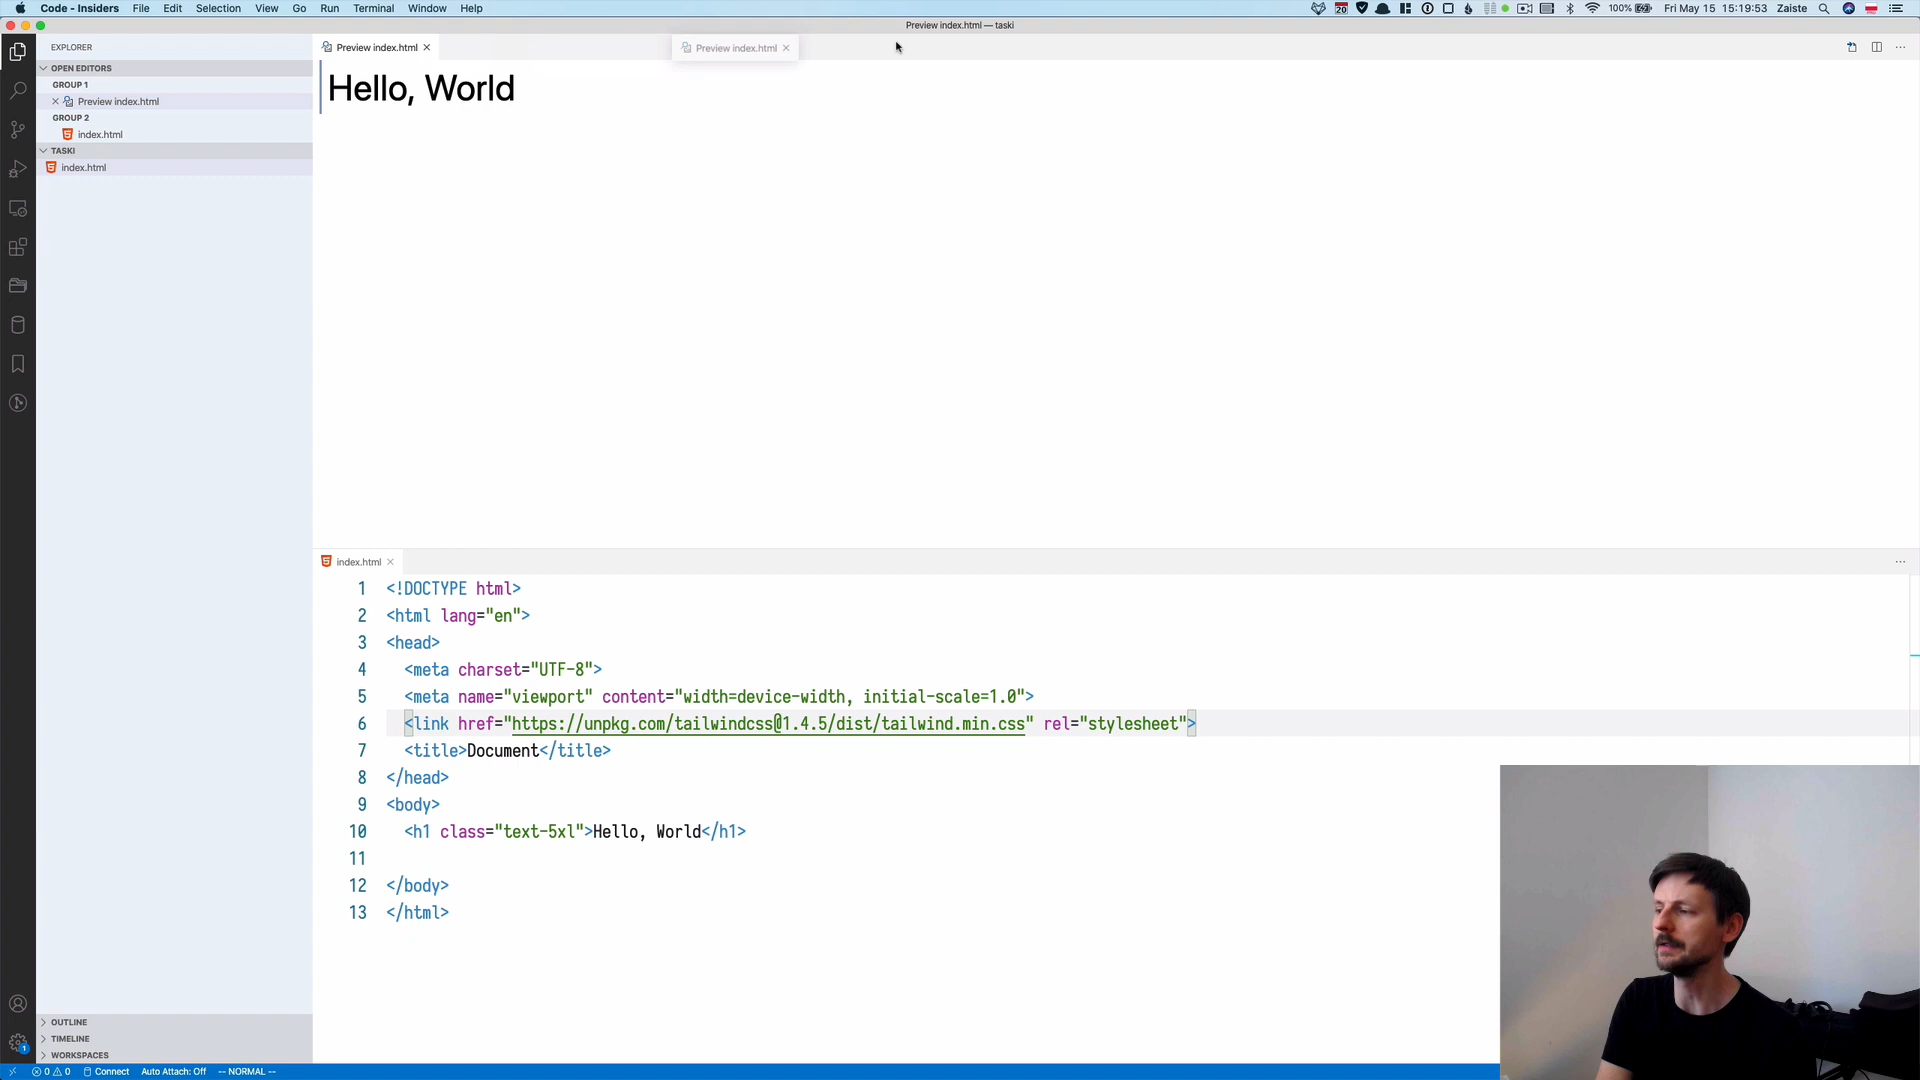 Code - Insiders File Edit Selection View Go Run Terminal Window Help
20 100% Fri May 15 15:19:53 Zaiste
Preview index.html — taski
EXPLORER
OPEN EDITORS
GROUP 1
Preview index.html
GROUP 2
index.html
TASKI
index.html
OUTLINE
TIMELINE
WORKSPACES
Preview index.html
Preview index.html
Hello, World
index.html
1 <!DOCTYPE html>
2 <html lang="en">
3 <head>
4 <meta charset="UTF-8">
5 <meta name="viewport" content="width=device-width, initial-scale=1.0">
6 <link href="https://unpkg.com/tailwindcss@1.4.5/dist/tailwind.min.css" rel="stylesheet">
7 <title>Document</title>
8 </head>
9 <body>
10 <h1 class="text-5xl">Hello, World</h1>
11
12 </body>
13 </html>
1
0 0 Connect Auto Attach: Off -- NORMAL --